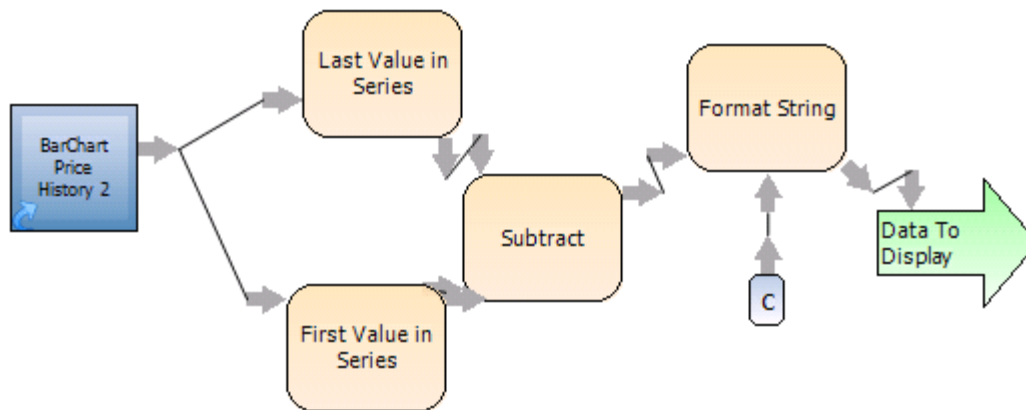 BarChart
Price
History 2
Last Value in
Series
First Value in
Series
Subtract
Format String
C
Data To
Display